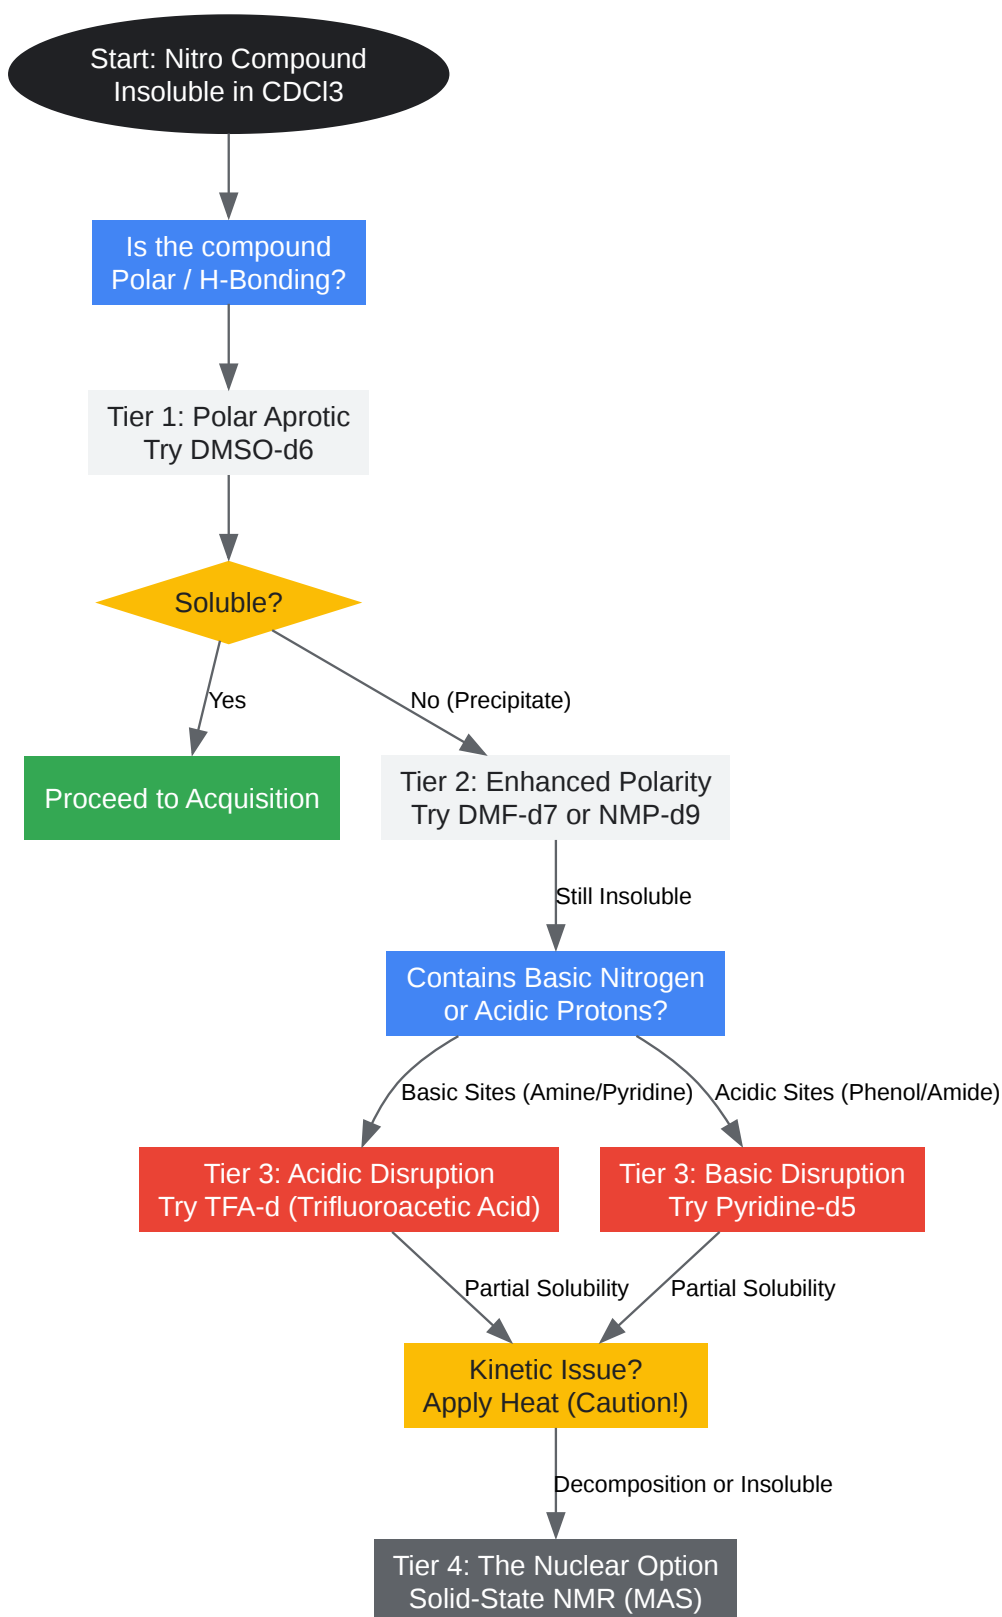 Start: Nitro Compound
Insoluble in CDCl3
Is the compound
Polar / H-Bonding?
Tier 1: Polar Aprotic
Try DMSO-d6
Soluble?
Yes
No (Precipitate)
Proceed to Acquisition
Tier 2: Enhanced Polarity
Try DMF-d7 or NMP-d9
Still Insoluble
Contains Basic Nitrogen
or Acidic Protons?
Basic Sites (Amine/Pyridine)
Acidic Sites (Phenol/Amide)
Tier 3: Acidic Disruption
Try TFA-d (Trifluoroacetic Acid)
Tier 3: Basic Disruption
Try Pyridine-d5
Partial Solubility
Partial Solubility
Kinetic Issue?
Apply Heat (Caution!)
Decomposition or Insoluble
Tier 4: The Nuclear Option
Solid-State NMR (MAS)